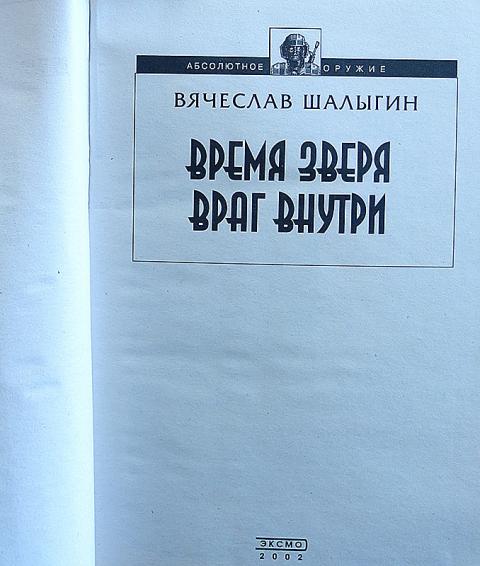 АБСОЛЮТНОЕ ОРУЖИЕ
ВЯЧЕСЛАВ ШАЛЫГИН
ВРЕМЯ ЗВЕРЯ
ВРАГ ВНУТРИ
ЭКСМО
2002